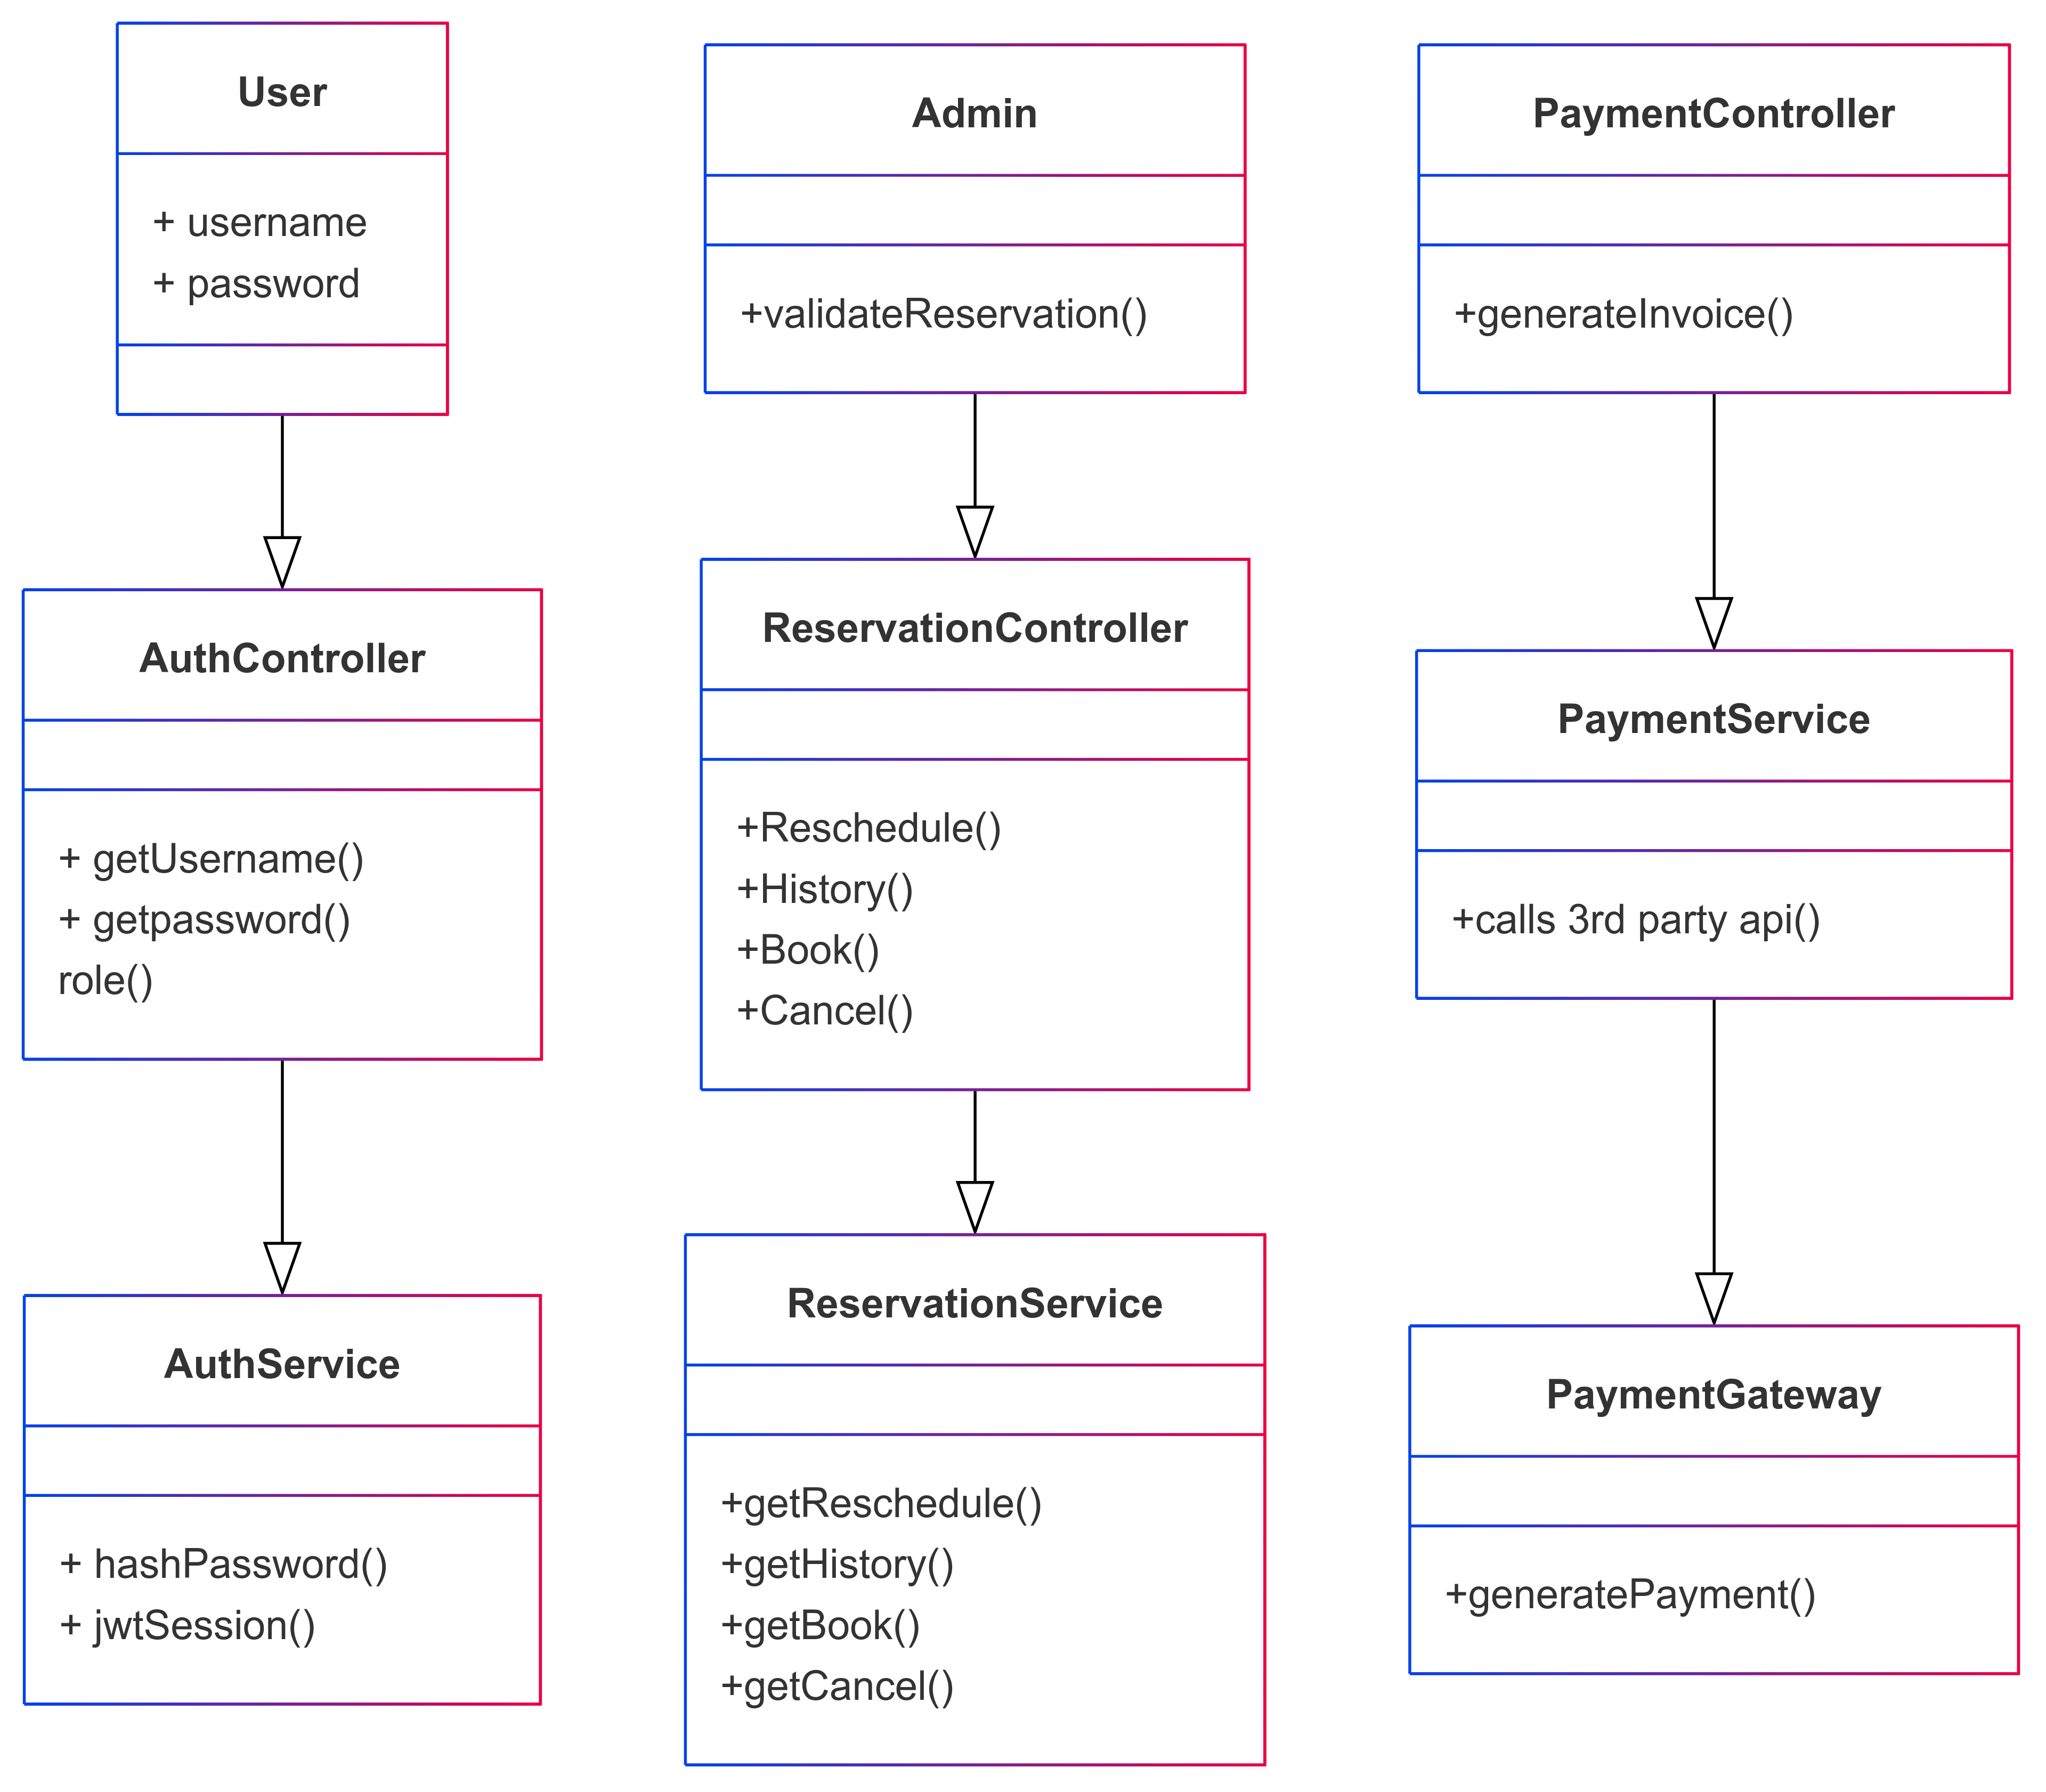 User
+ username
+ password
AuthController
+ getUsername()
+ getpassword()
role()
AuthService
+ hashPassword()
+ jwtSession()
Admin
+validateReservation()
ReservationController
+Reschedule()
+History()
+Book()
+Cancel()
ReservationService
+getReschedule()
+getHistory()
+getBook()
+getCancel()
PaymentController
+generateInvoice()
PaymentService
+calls 3rd party api()
PaymentGateway
+generatePayment()